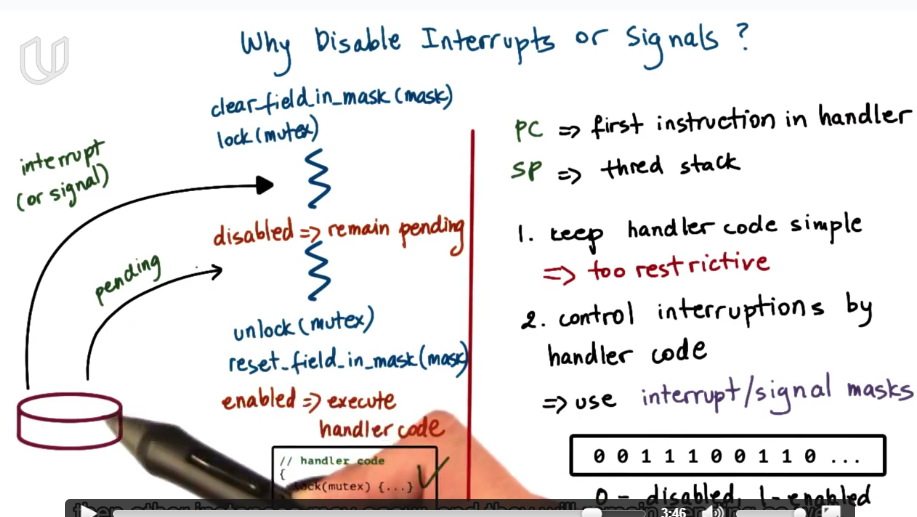 Why Disable Interrupts or Signals ?
clear_field_in_mask (mask)
lock (mutex)
interrupt
(or signal)
disabled => remain pending
pending
unlock (mutex)
reset_field_in_mask (mask)
enabled => execute
handler code
// handler code
{
lock(mutex) {...}
PC => first instruction in handler
SP => thred stack
1. keep handler code simple
=> too restrictive
2. control interruptions by
handler code
=> use interrupt/signal masks
0 0 1 1 1 0 0 1 1 0 ...
0 - disabled, 1 - enabled
3:46